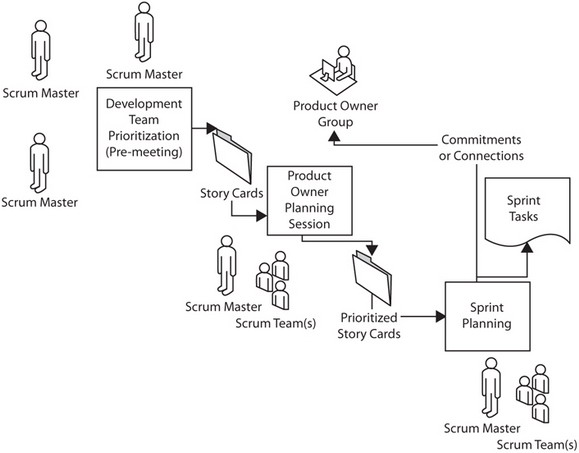 Scrum Master
Scrum Master
Scrum Master
Development
Team
Prioritization
(Pre-meeting)
Story Cards
Product Owner
Group
Commitments
or Connections
Product
Owner
Planning
Session
Sprint
Tasks
Scrum Master
Scrum Team(s)
Prioritized
Story Cards
Sprint
Planning
Scrum Master
Scrum Team(s)